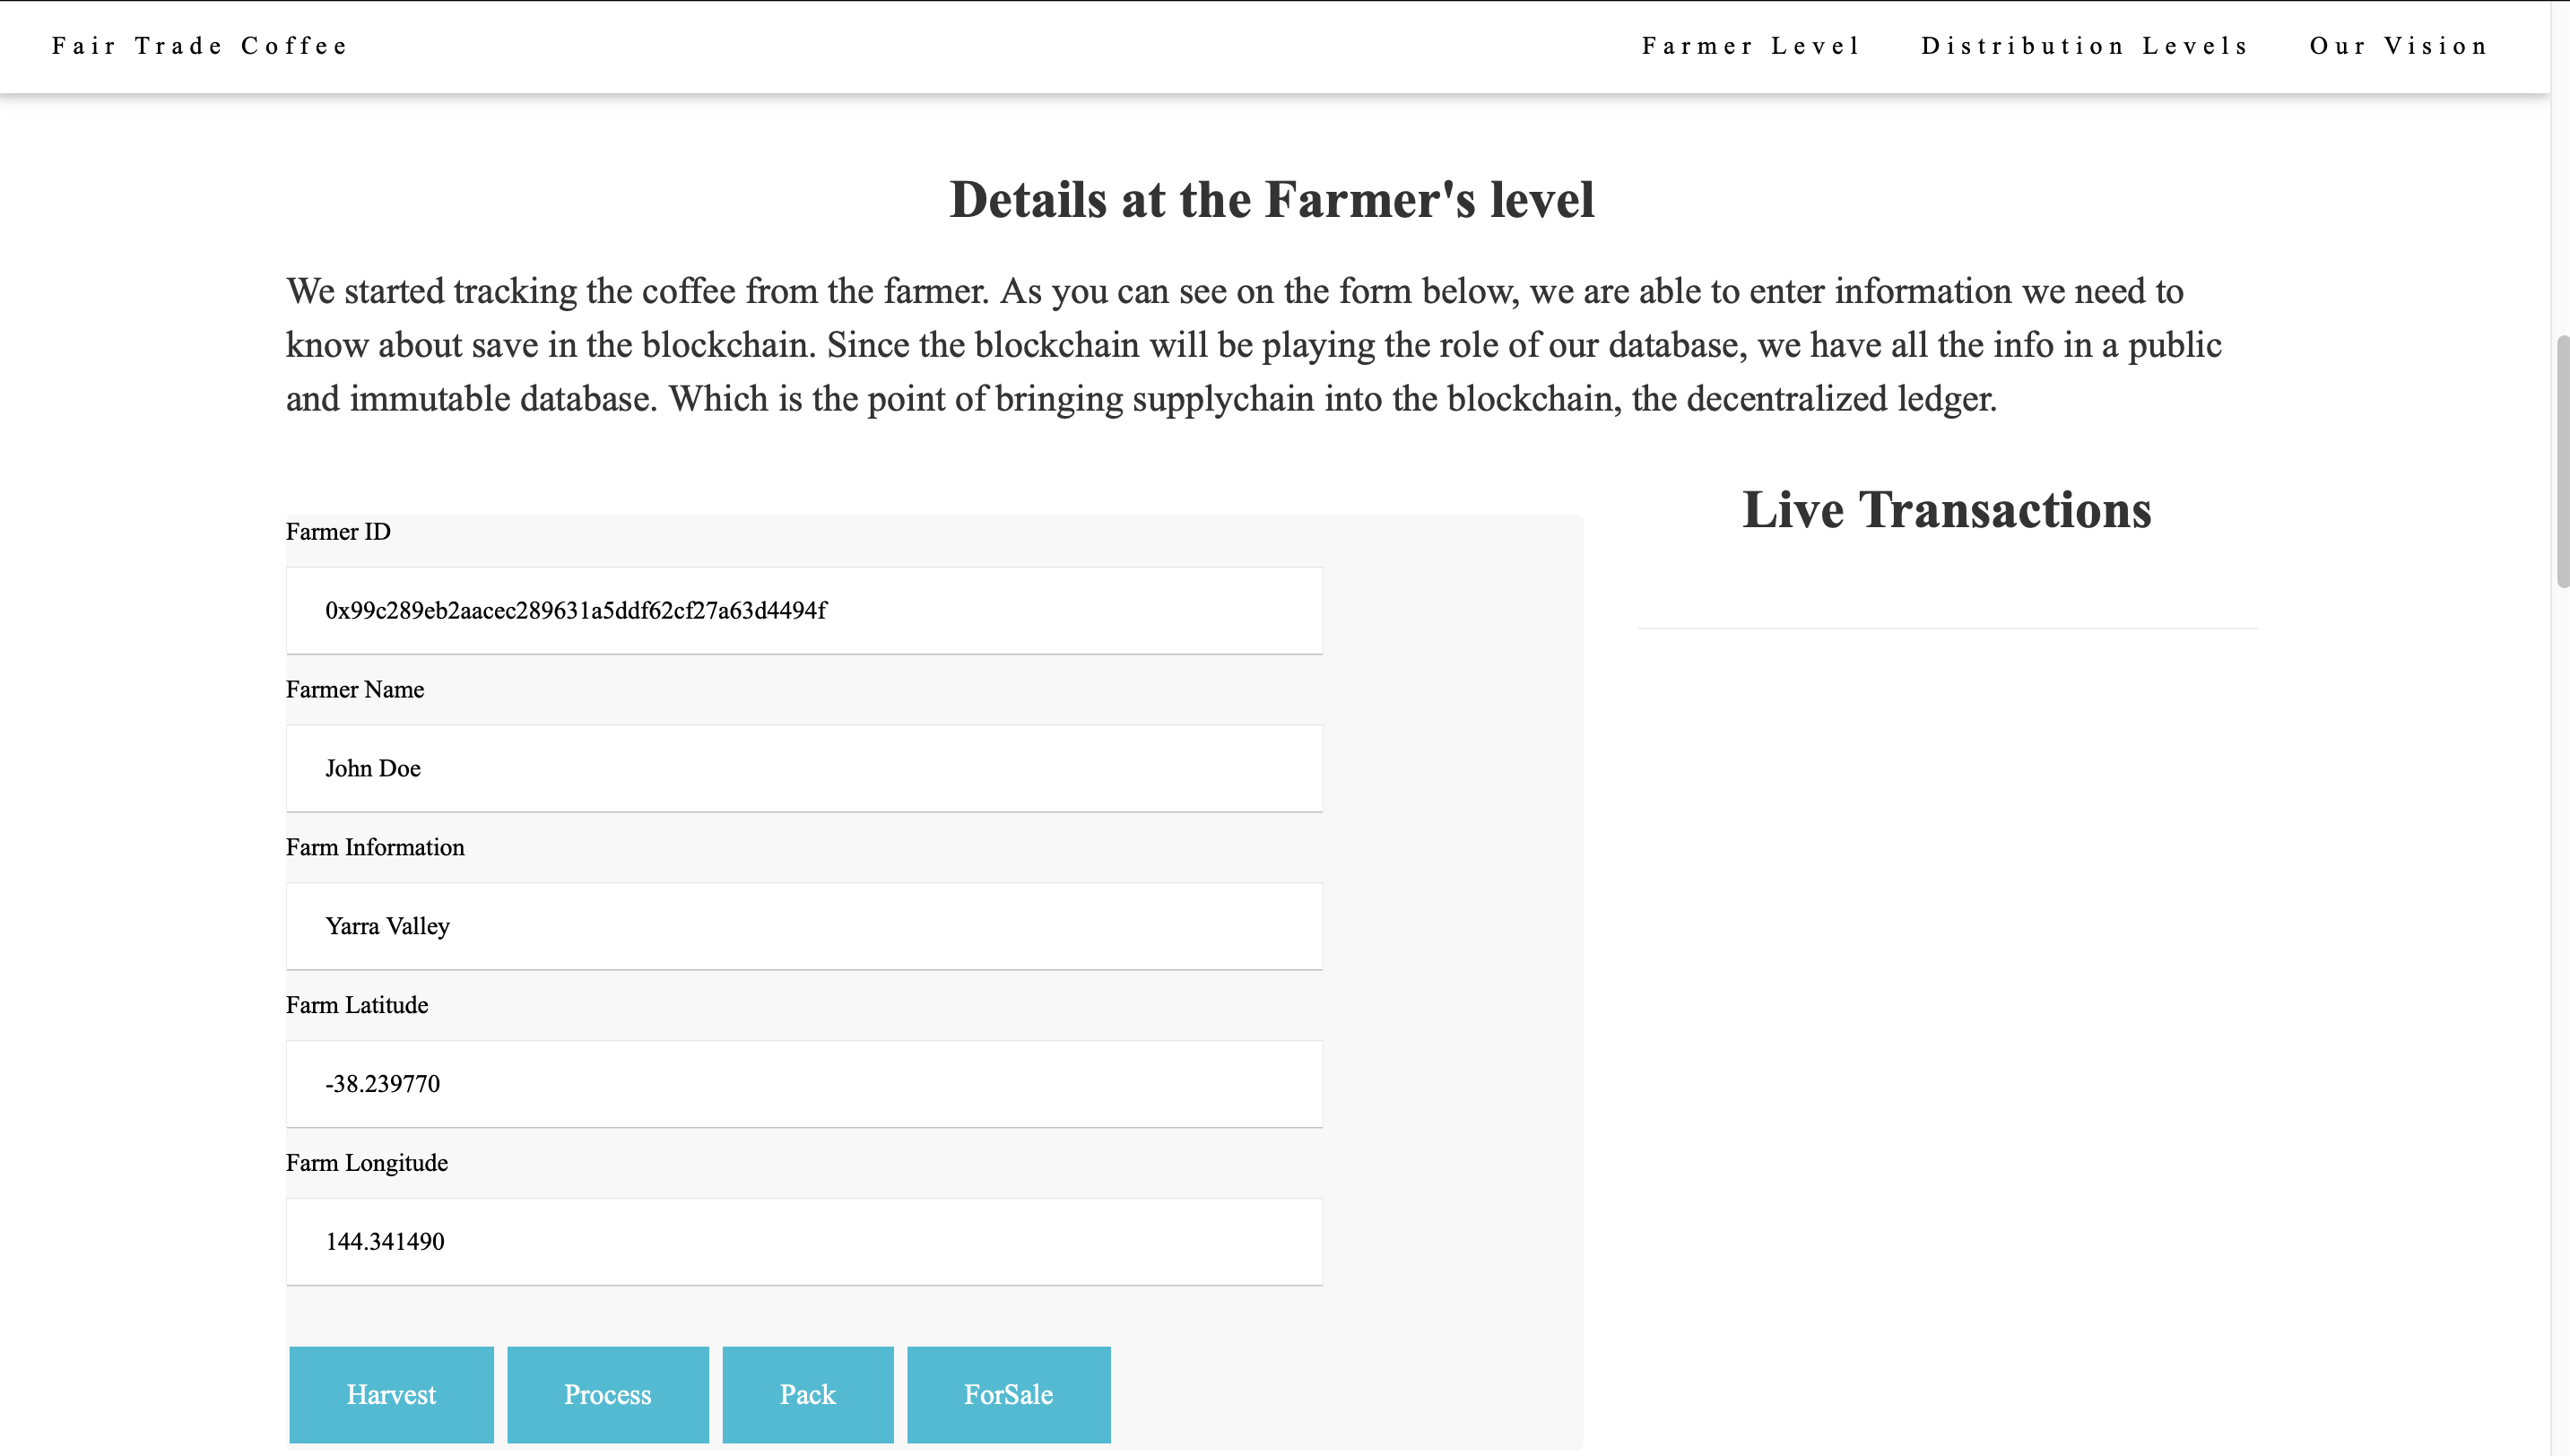 Fair Trade Coffee
Farmer Level Distribution Levels Our Vision
Details at the Farmer's level
We started tracking the coffee from the farmer. As you can see on the form below, we are able to enter information we need to
know about save in the blockchain. Since the blockchain will be playing the role of our database, we have all the info in a public
and immutable database. Which is the point of bringing supplychain into the blockchain, the decentralized ledger.
Farmer ID
0x99c289eb2aacec289631a5ddf62cf27a63d4494f
Farmer Name
John Doe
Farm Information
Yarra Valley
Farm Latitude
-38.239770
Farm Longitude
144.341490
Harvest Process Pack ForSale
Live Transactions